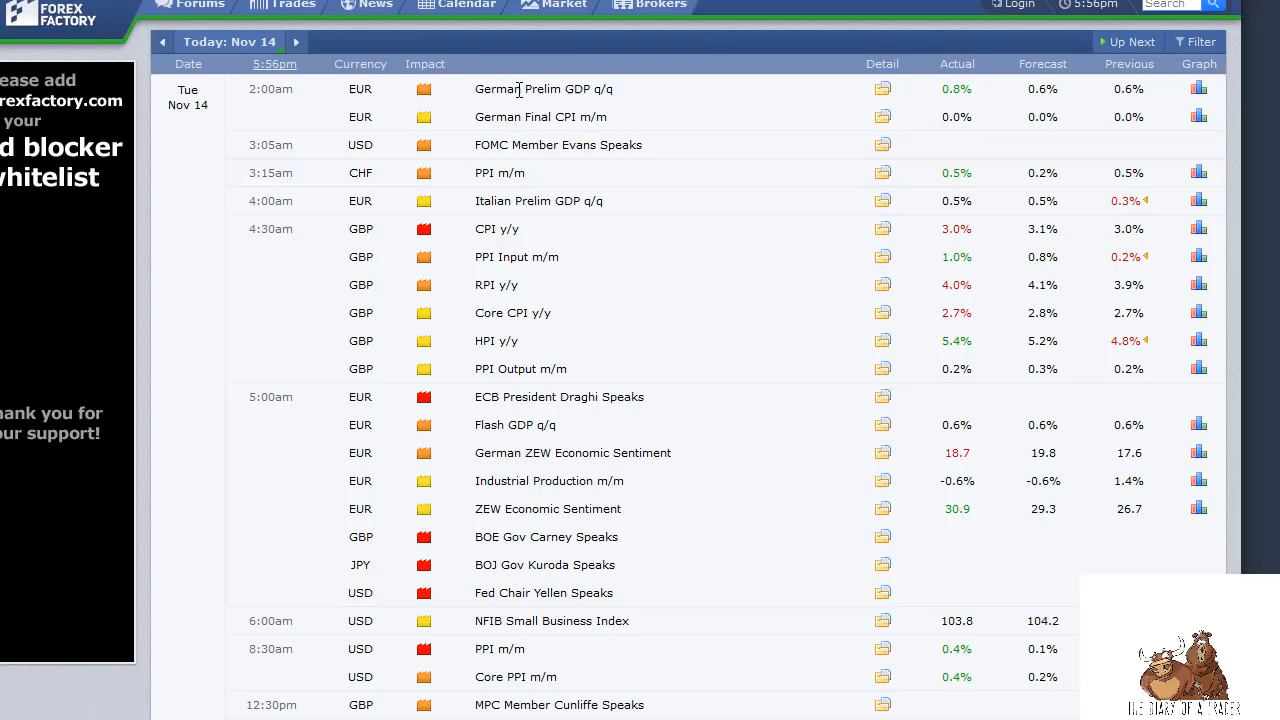 FOREX
FACTORY
Forums Trades News Calendar Market Brokers Login 5:56pm Search
ease add
rexfactory.com
your
d blocker
hitelist
hank you for
our support!
Today: Nov 14 Up Next Filter
Date 5:56pm Currency Impact Detail Actual Forecast Previous Graph
Tue
Nov 14
2:00am EUR German Prelim GDP q/q 0.8% 0.6% 0.6%
EUR German Final CPI m/m 0.0% 0.0% 0.0%
3:05am USD FOMC Member Evans Speaks
3:15am CHF PPI m/m 0.5% 0.2% 0.5%
4:00am EUR Italian Prelim GDP q/q 0.5% 0.5% 0.3%
4:30am GBP CPI y/y 3.0% 3.1% 3.0%
GBP PPI Input m/m 1.0% 0.8% 0.2%
GBP RPI y/y 4.0% 4.1% 3.9%
GBP Core CPI y/y 2.7% 2.8% 2.7%
GBP HPI y/y 5.4% 5.2% 4.8%
GBP PPI Output m/m 0.2% 0.3% 0.2%
5:00am EUR ECB President Draghi Speaks
EUR Flash GDP q/q 0.6% 0.6% 0.6%
EUR German ZEW Economic Sentiment 18.7 19.8 17.6
EUR Industrial Production m/m -0.6% -0.6% 1.4%
EUR ZEW Economic Sentiment 30.9 29.3 26.7
GBP BOE Gov Carney Speaks
JPY BOJ Gov Kuroda Speaks
USD Fed Chair Yellen Speaks
6:00am USD NFIB Small Business Index 103.8 104.2
8:30am USD PPI m/m 0.4% 0.1%
USD Core PPI m/m 0.4% 0.2%
12:30pm GBP MPC Member Cunliffe Speaks
THE DIARY OF A TRADER